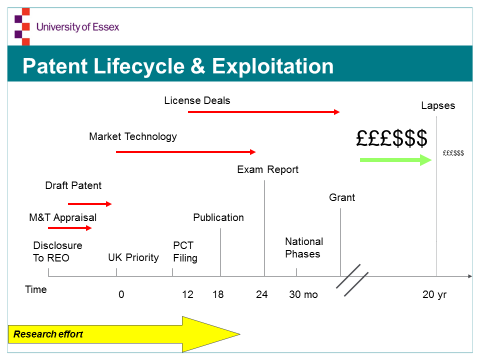 University of Essex
Patent Lifecycle & Exploitation
License Deals
Lapses
Market Technology
£££$$$
£££$$$
Exam Report
Draft Patent
Grant
M&T Appraisal
Publication
Disclosure
To REO
UK Priority
PCT
Filing
National
Phases
Time
0
12
18
24
30 mo
20 yr
Research effort